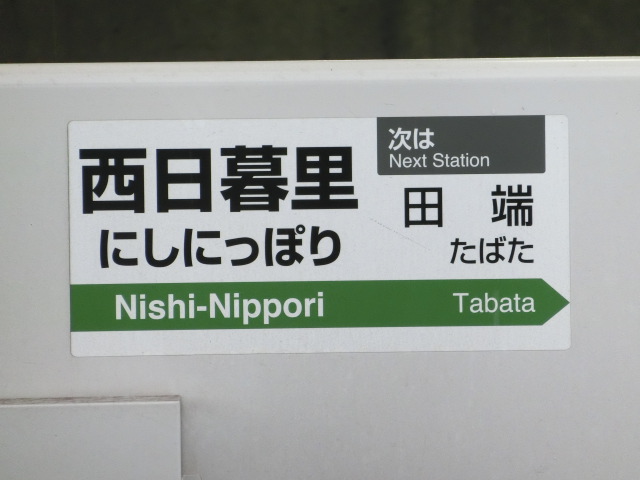 西日暮里
にしにっぽり
Nishi-Nippori
次は
Next Station
田 端
たばた
Tabata